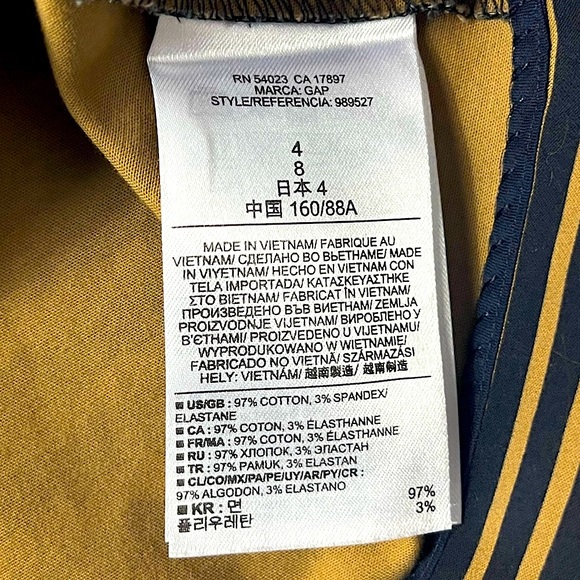 RN 54023 CA 17897
MARCA: GAP
STYLE/REFERENCIA: 989527
4
8
日本 4
中国 160/88A
MADE IN VIETNAM/ FABRIQUE AU
VIETNAM/ СДЕЛАНО ВО ВЬЕТНАМЕ/ MADE
IN VIYETNAM/ HECHO EN VIETNAM CON
TELA IMPORTADA/ ΚΑΤΑΣΚΕΥΑΣΤΗΚΕ
ΣΤΟ ΒΙΕΤΝΑΜ/ FABRICAT ÎN VIETNAM/
ПРОИЗВЕДЕНО ВЪВ ВИЕТНАМ/ ZEMLJA
PROIZVODNJE VIJETNAM/ ВИРОБЛЕНО У
В'ЄТНАМІ/ PROIZVEDENO U VIJETNAMU/
WYPRODUKOWANO W WIETNAMIE/
FABRICADO NO VIETNÃ/ SZÁRMAZÁSI
HELY: VIETNÁM/ 越南製造/ 越南制造
US/GB : 97% COTTON, 3% SPANDEX/
ELASTANE
CA : 97% COTON, 3% ÉLASTHANNE
FR/MA : 97% COTON, 3% ÉLASTHANNE
RU : 97% ХЛОПОК, 3% ЭЛАСТАН
TR : 97% PAMUK, 3% ELASTAN
CL/CO/MX/PA/PE/UY/AR/PY/CR :
97% ALGODON, 3% ELASTANO
KR : 면 97%
폴리우레탄 3%